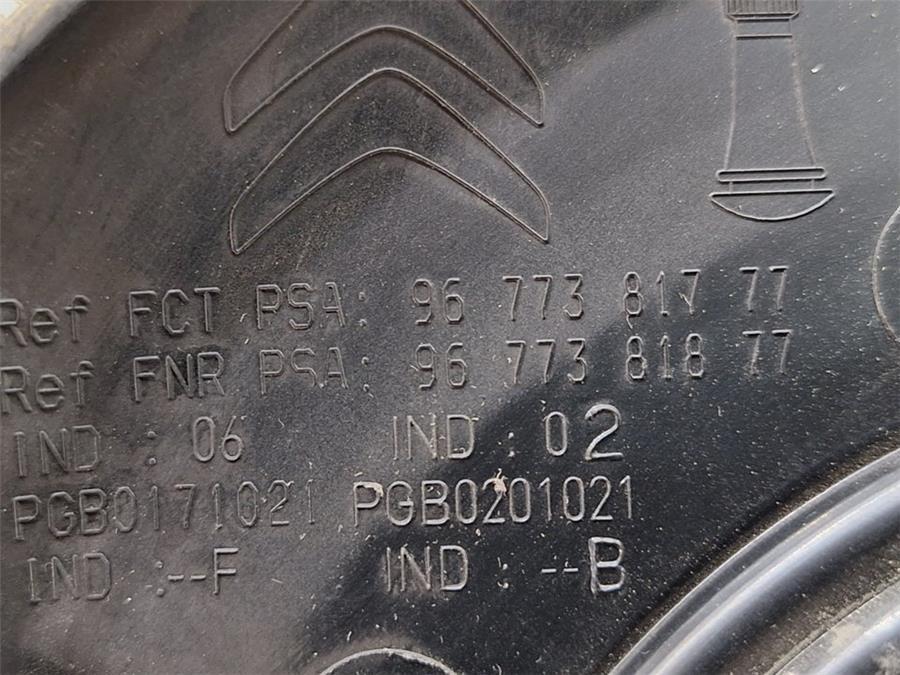 Ref FCT PSA: 96 773 817 77
Ref FNR PSA: 96 773 818 77
IND : 06 IND : 02
PGB0171021 PGB0201021
IND :--F IND : --B